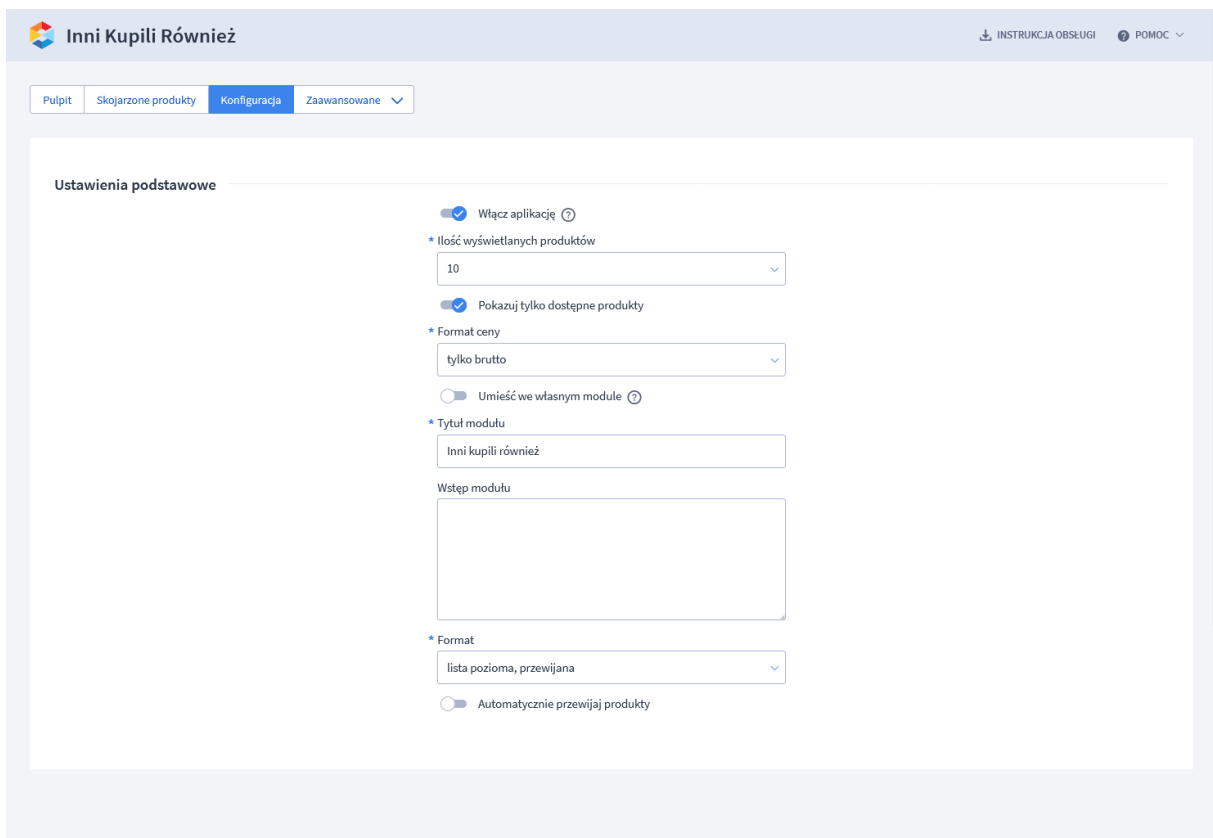 Inni Kupili Również
INSTRUKCJA OBSŁUGI
POMOC
Pulpit
Skojarzone produkty
Konfiguracja
Zaawansowane
Ustawienia podstawowe
Włącz aplikację ?
* Ilość wyświetlanych produktów
10
Pokazuj tylko dostępne produkty
* Format ceny
tylko brutto
Umieść we własnym module ?
* Tytuł modułu
Inni kupili również
Wstęp modułu
* Format
lista pozioma, przewijana
Automatycznie przewijaj produkty